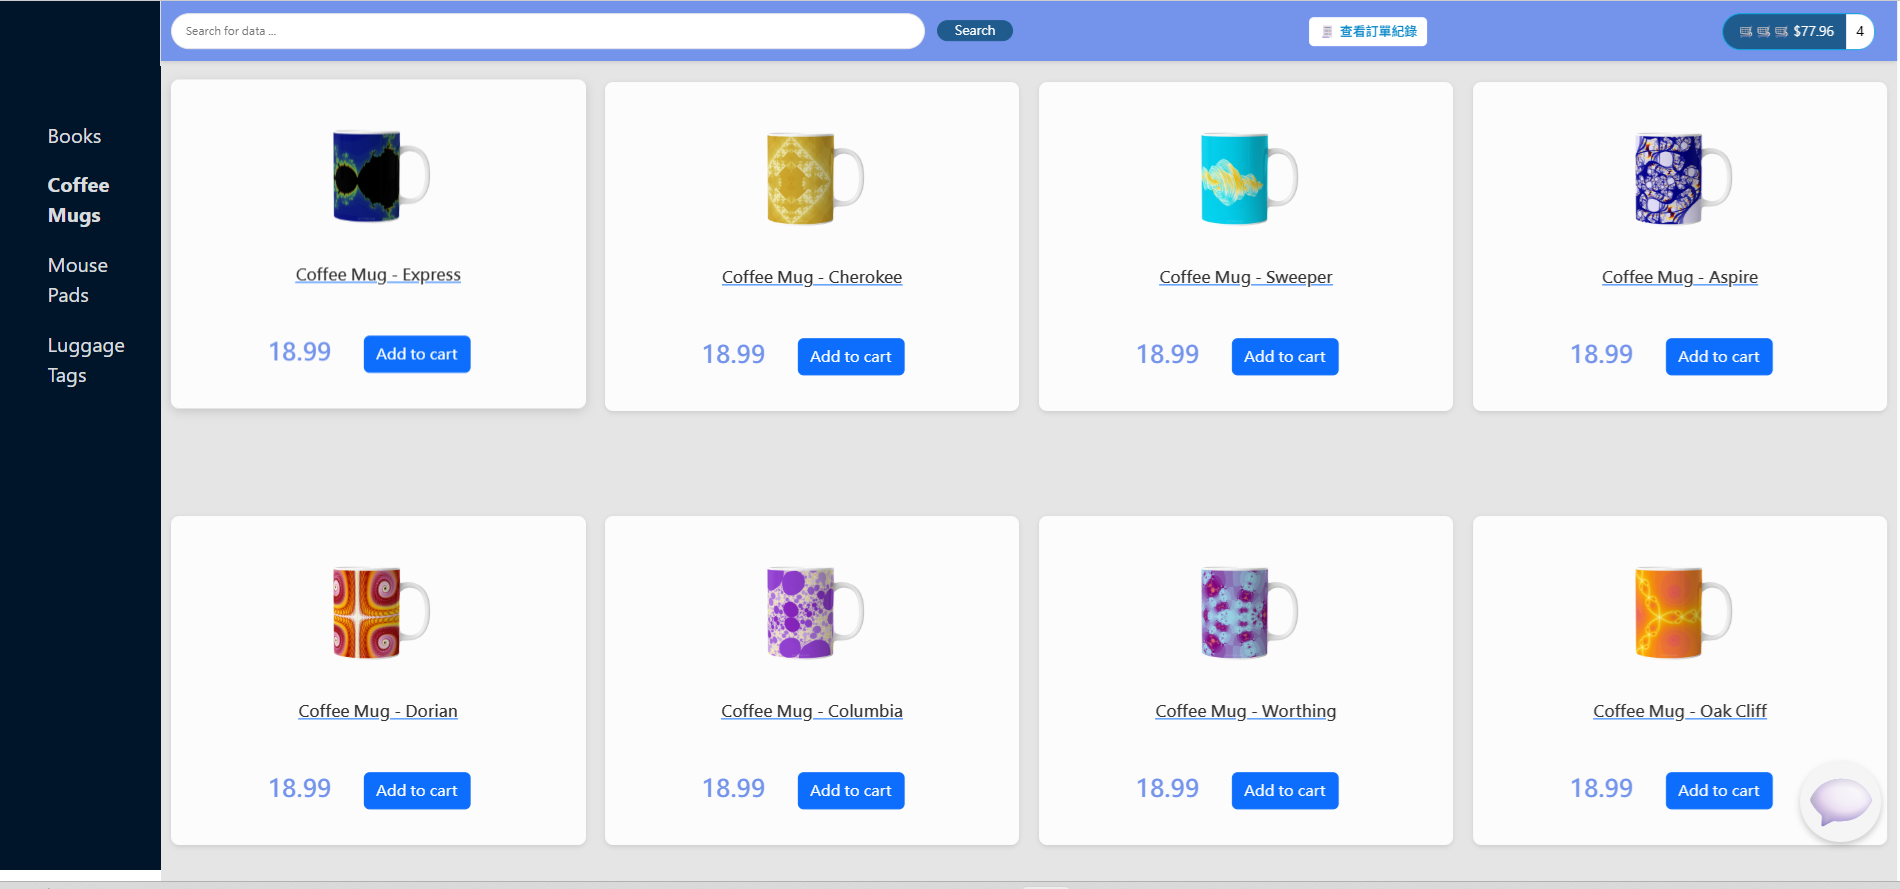 Search for data ...
Search
查看訂單紀錄
$77.96
4
Books
Coffee
Mugs
Mouse
Pads
Luggage
Tags
Coffee Mug - Express
Coffee Mug - Cherokee
Coffee Mug - Sweeper
Coffee Mug - Aspire
18.99 Add to cart
18.99 Add to cart
18.99 Add to cart
18.99 Add to cart
Coffee Mug - Dorian
Coffee Mug - Columbia
Coffee Mug - Worthing
Coffee Mug - Oak Cliff
18.99 Add to cart
18.99 Add to cart
18.99 Add to cart
18.99 Add to cart